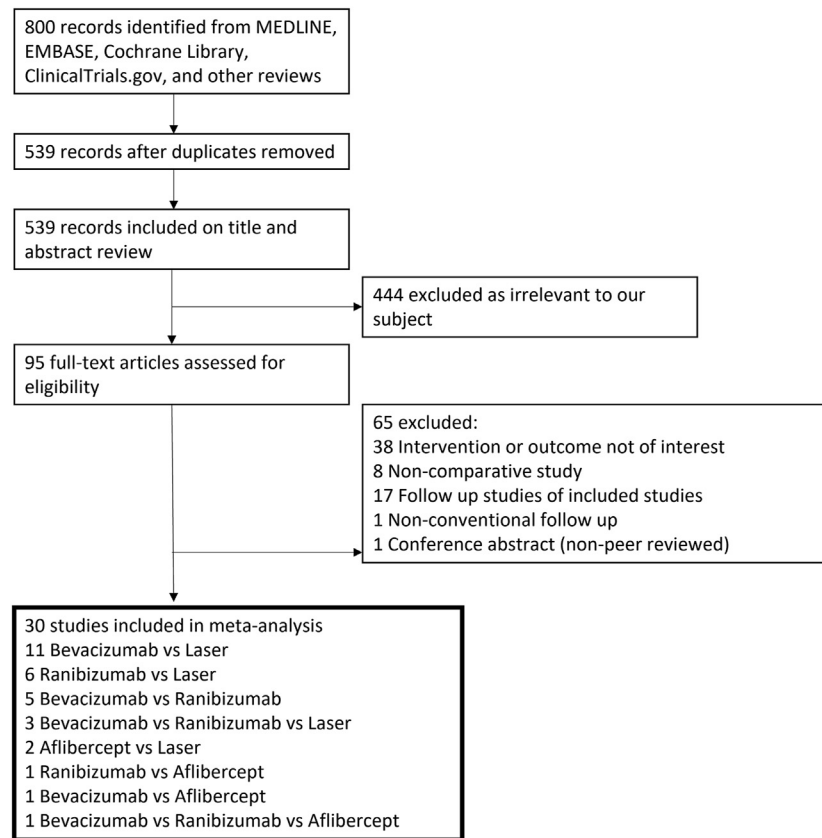 800 records identified from MEDLINE,
EMBASE, Cochrane Library,
ClinicalTrials.gov, and other reviews
539 records after duplicates removed
539 records included on title and
abstract review
444 excluded as irrelevant to our
subject
95 full-text articles assessed for
eligibility
65 excluded:
38 Intervention or outcome not of interest
8 Non-comparative study
17 Follow up studies of included studies
1 Non-conventional follow up
1 Conference abstract (non-peer reviewed)
30 studies included in meta-analysis
11 Bevacizumab vs Laser
6 Ranibizumab vs Laser
5 Bevacizumab vs Ranibizumab
3 Bevacizumab vs Ranibizumab vs Laser
2 Aflibercept vs Laser
1 Ranibizumab vs Aflibercept
1 Bevacizumab vs Aflibercept
1 Bevacizumab vs Ranibizumab vs Aflibercept